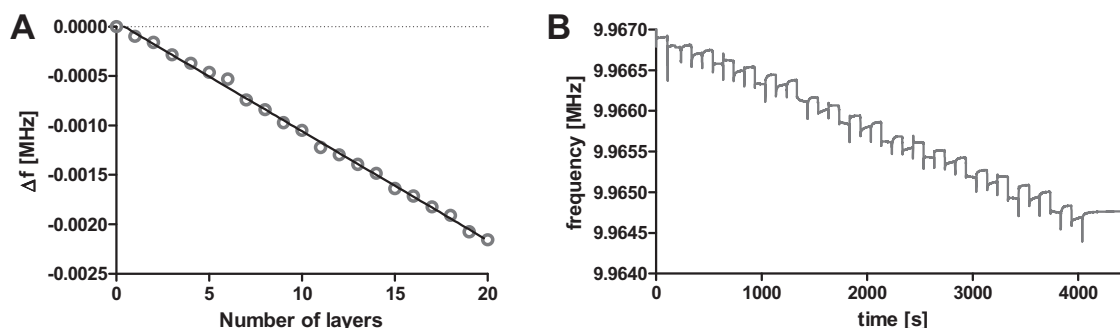 A
0.0000
-0.0005
-0.0010
-0.0015
-0.0020
-0.0025
Δf [MHz]
0 5 10 15 20
Number of layers
B
9.9670
9.9665
9.9660
9.9655
9.9650
9.9645
9.9640
frequency [MHz]
0 1000 2000 3000 4000
time [s]